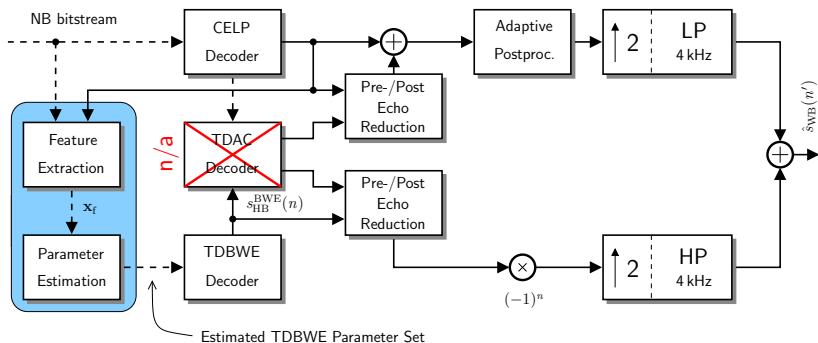 NB bitstream
CELP
Decoder
Adaptive
Postproc.
↑ 2
LP
4 kHz
Pre-/Post
Echo
Reduction
ŝ_WB(n′)
Feature
Extraction
n/a
TDAC
Decoder
Pre-/Post
Echo
Reduction
s_HB^BWE(n)
x_f
Parameter
Estimation
TDBWE
Decoder
(−1)^n
↑ 2
HP
4 kHz
Estimated TDBWE Parameter Set